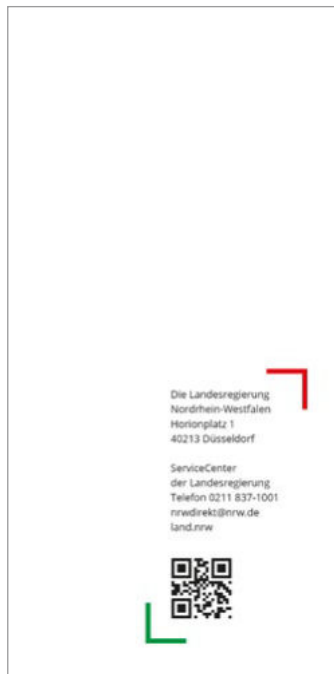 Die Landesregierung
Nordrhein-Westfalen
Horionplatz 1
40213 Düsseldorf
ServiceCenter
der Landesregierung
Telefon 0211 837-1001
nrwdirekt@nrw.de
land.nrw